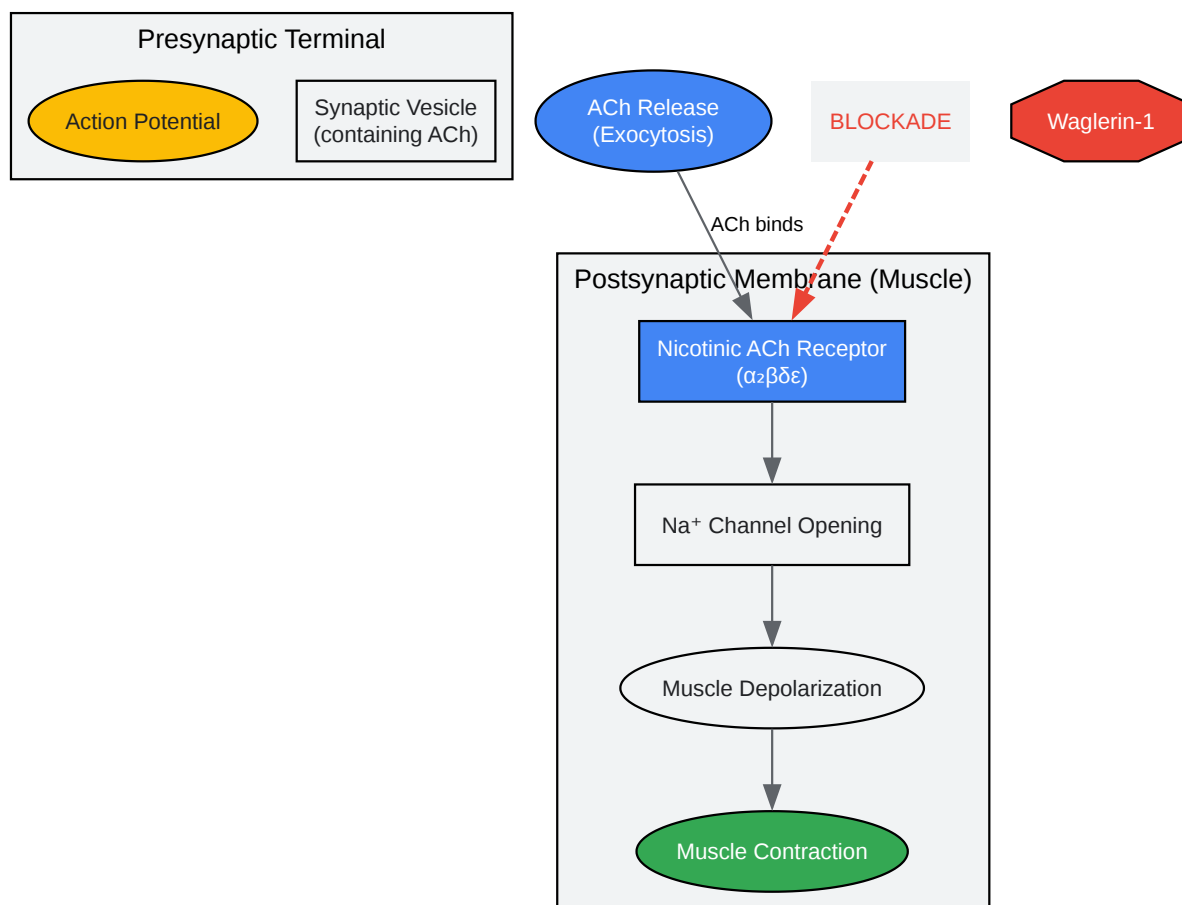 Presynaptic Terminal
Action Potential
Synaptic Vesicle
(containing ACh)
ACh Release
(Exocytosis)
BLOCKADE
Waglerin-1
ACh binds
Postsynaptic Membrane (Muscle)
Nicotinic ACh Receptor
(α₂βδε)
Na⁺ Channel Opening
Muscle Depolarization
Muscle Contraction